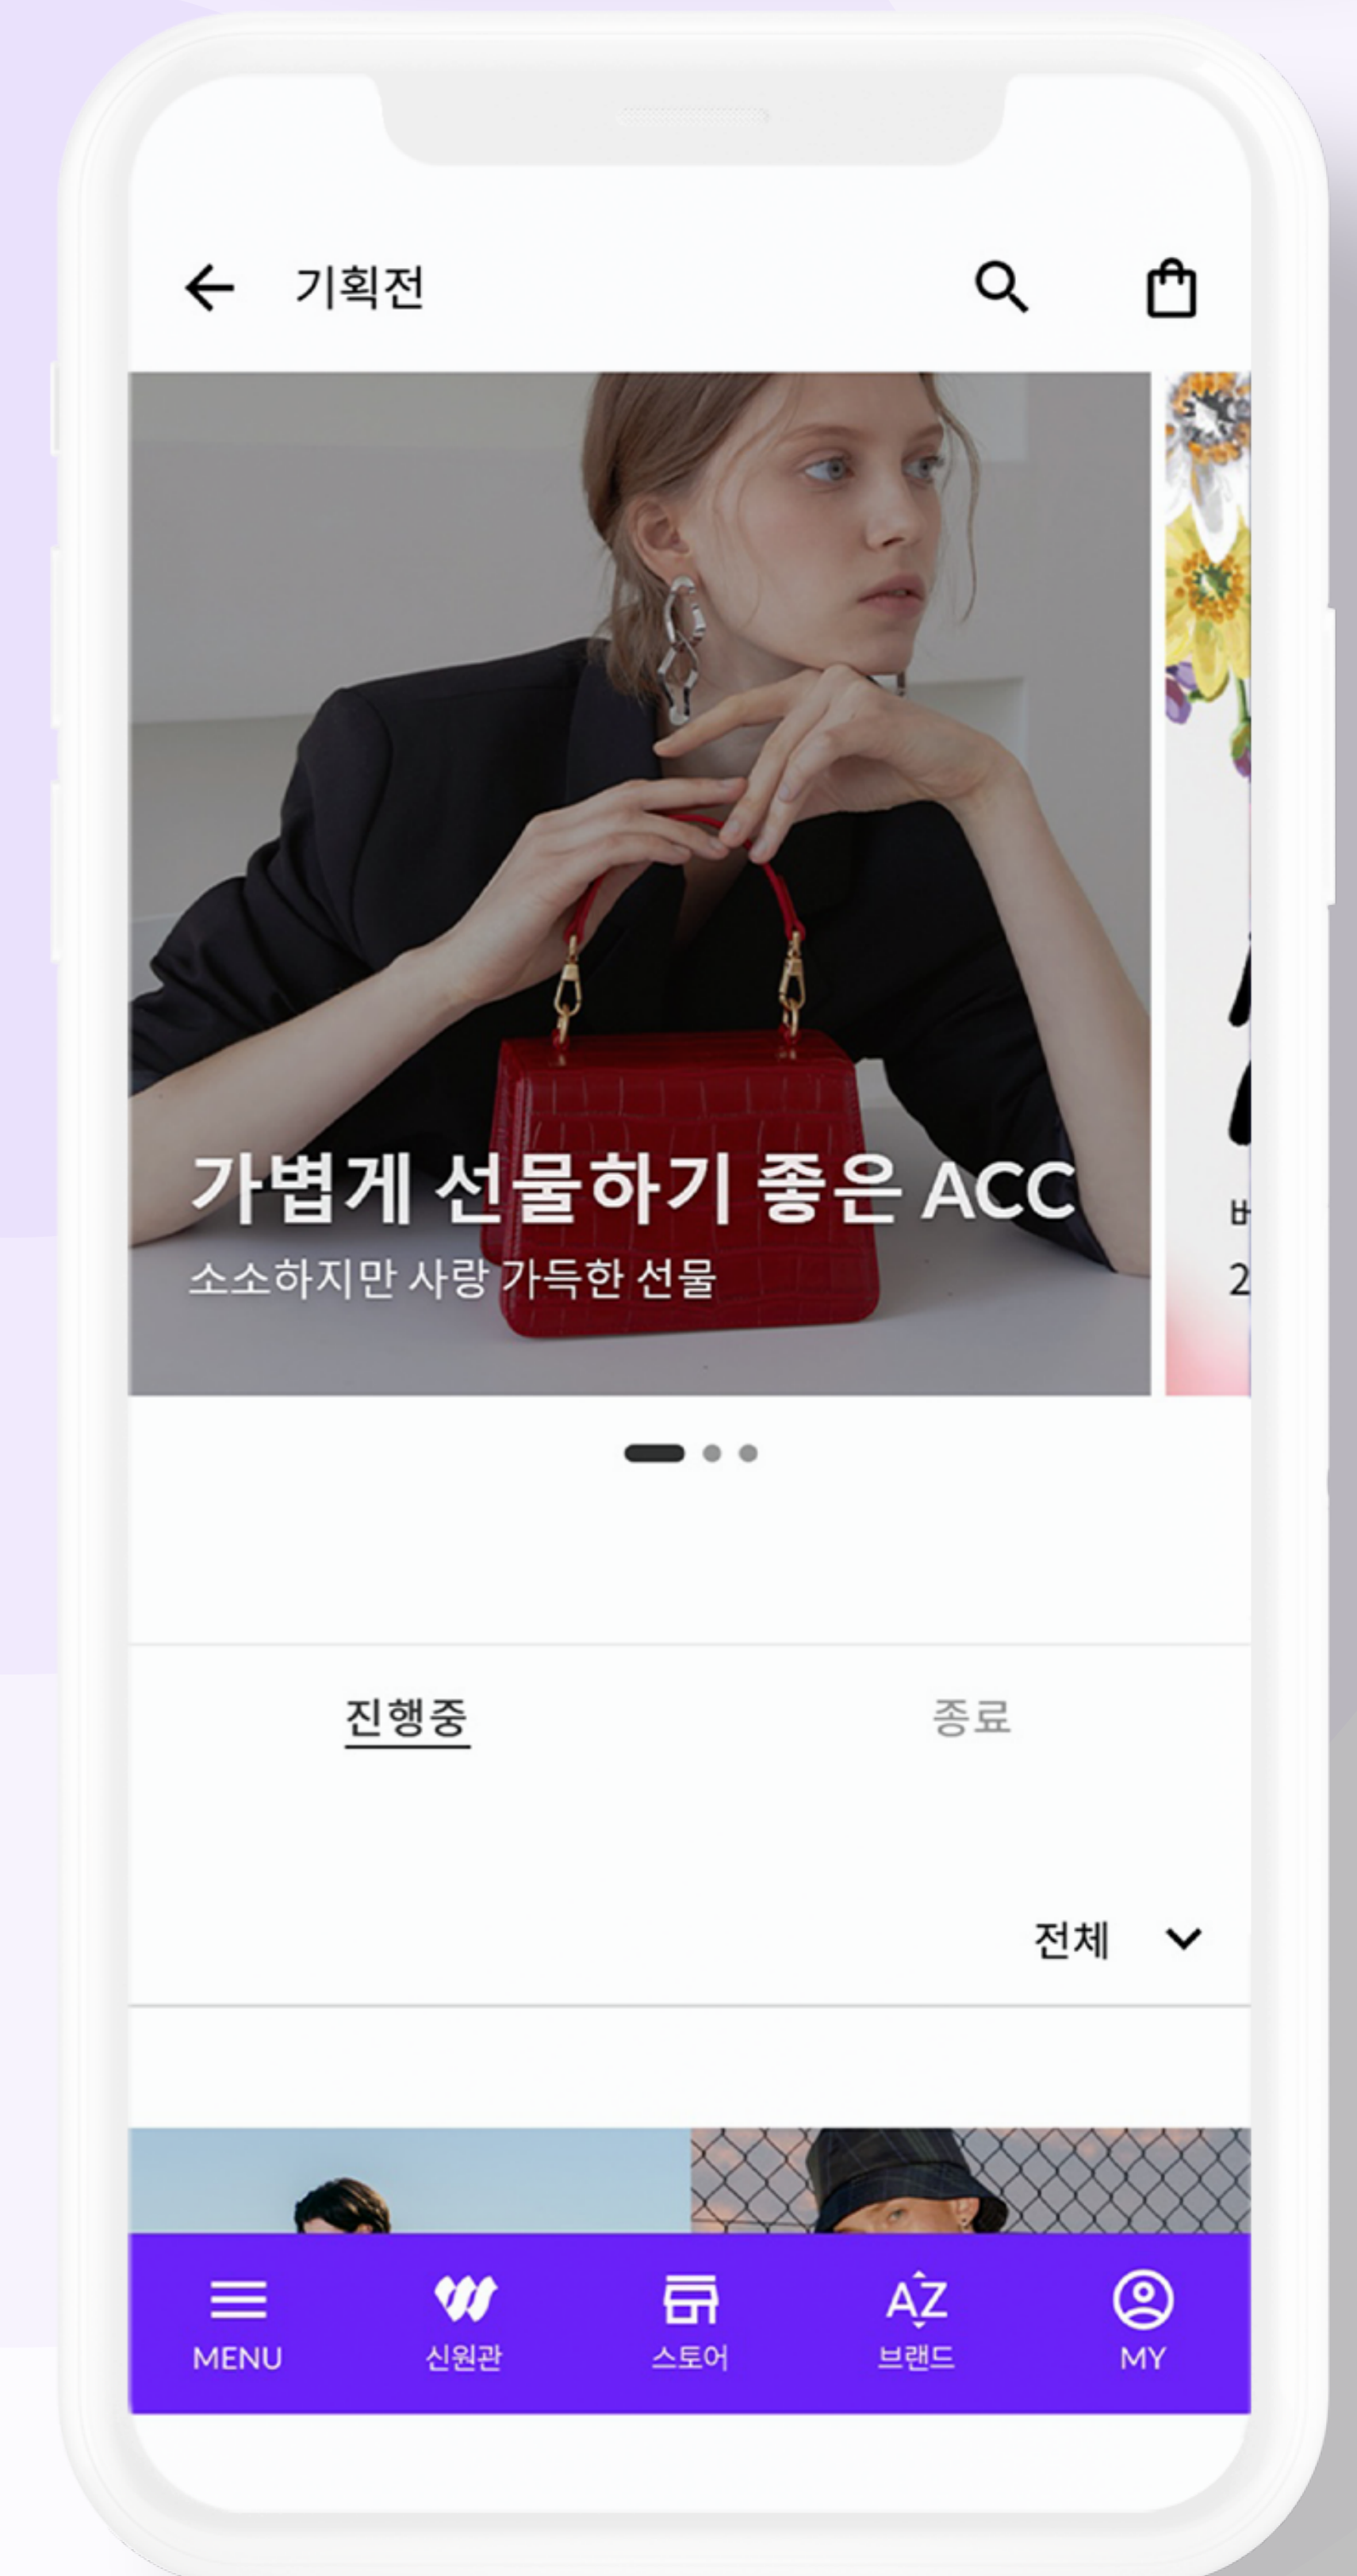 기획전
가볍게 선물하기 좋은 ACC
소소하지만 사랑 가득한 선물
2
진행중
종료
전체
MENU
신원관
스토어
AZ
브랜드
MY